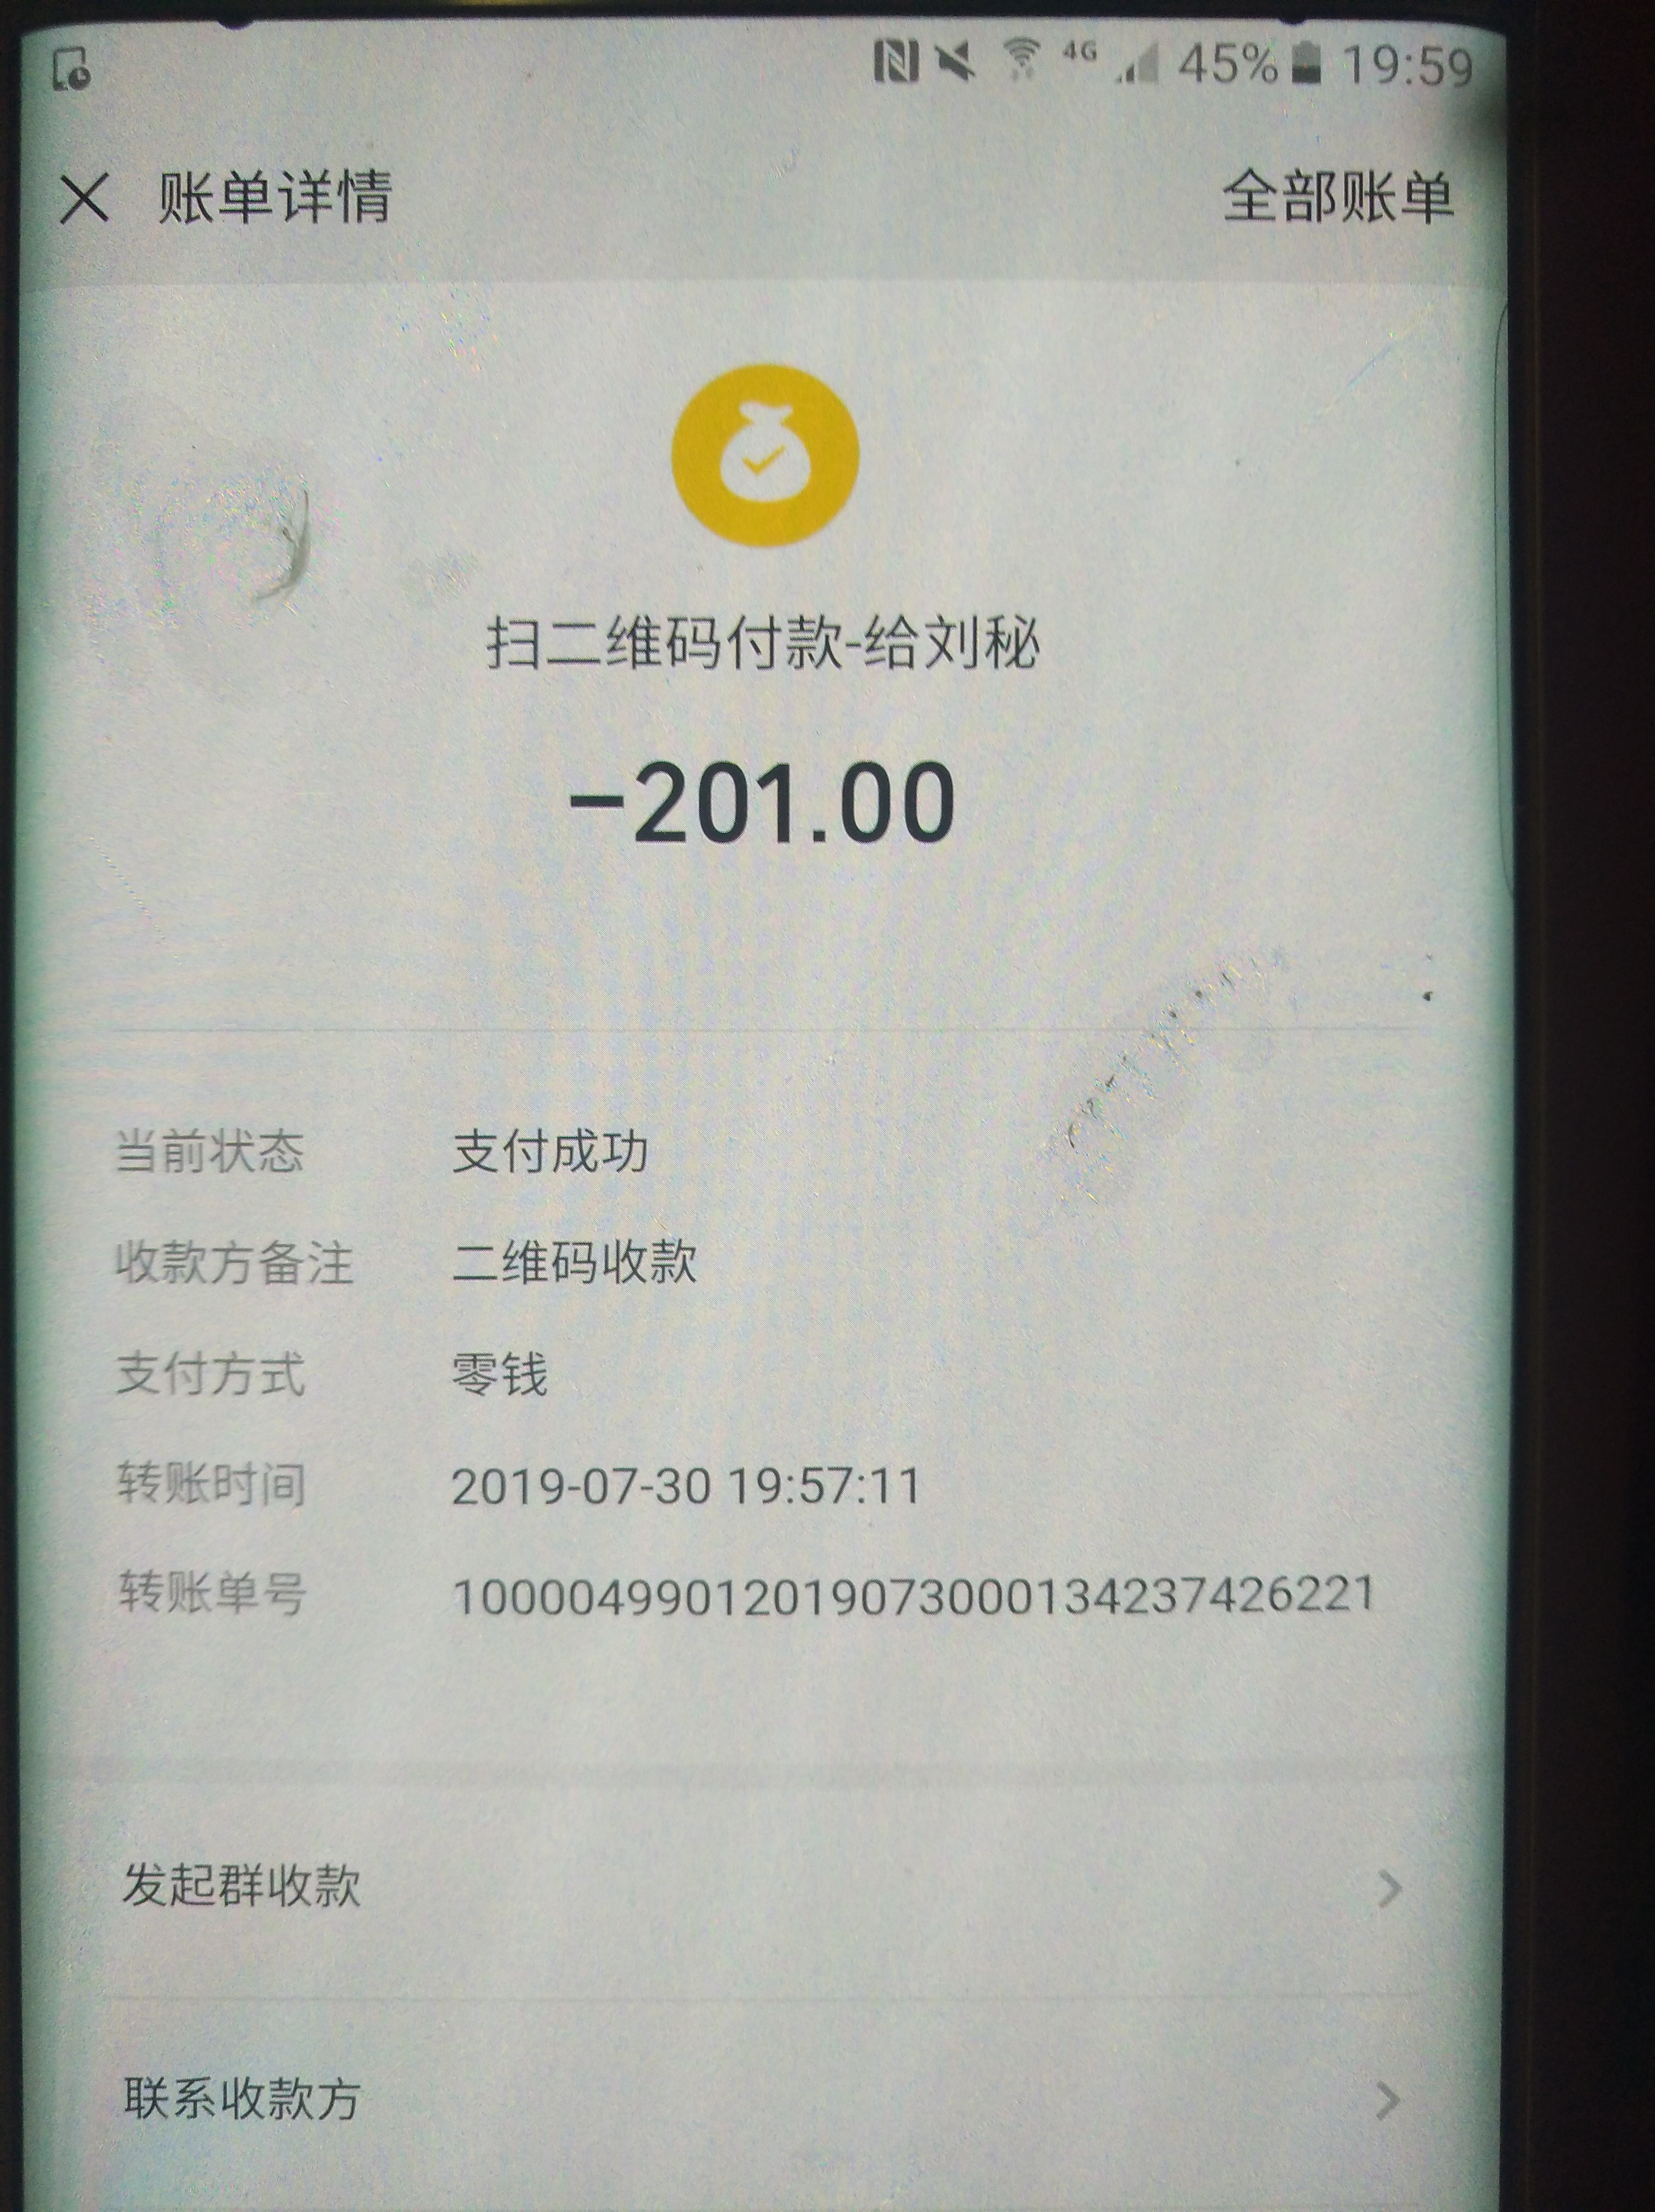 4G 45% 19:59
账单详情 全部账单
扫二维码付款-给刘秘
-201.00
当前状态 支付成功
收款方备注 二维码收款
支付方式 零钱
转账时间 2019-07-30 19:57:11
转账单号 1000049901201907300013423742​6221
发起群收款
联系收款方